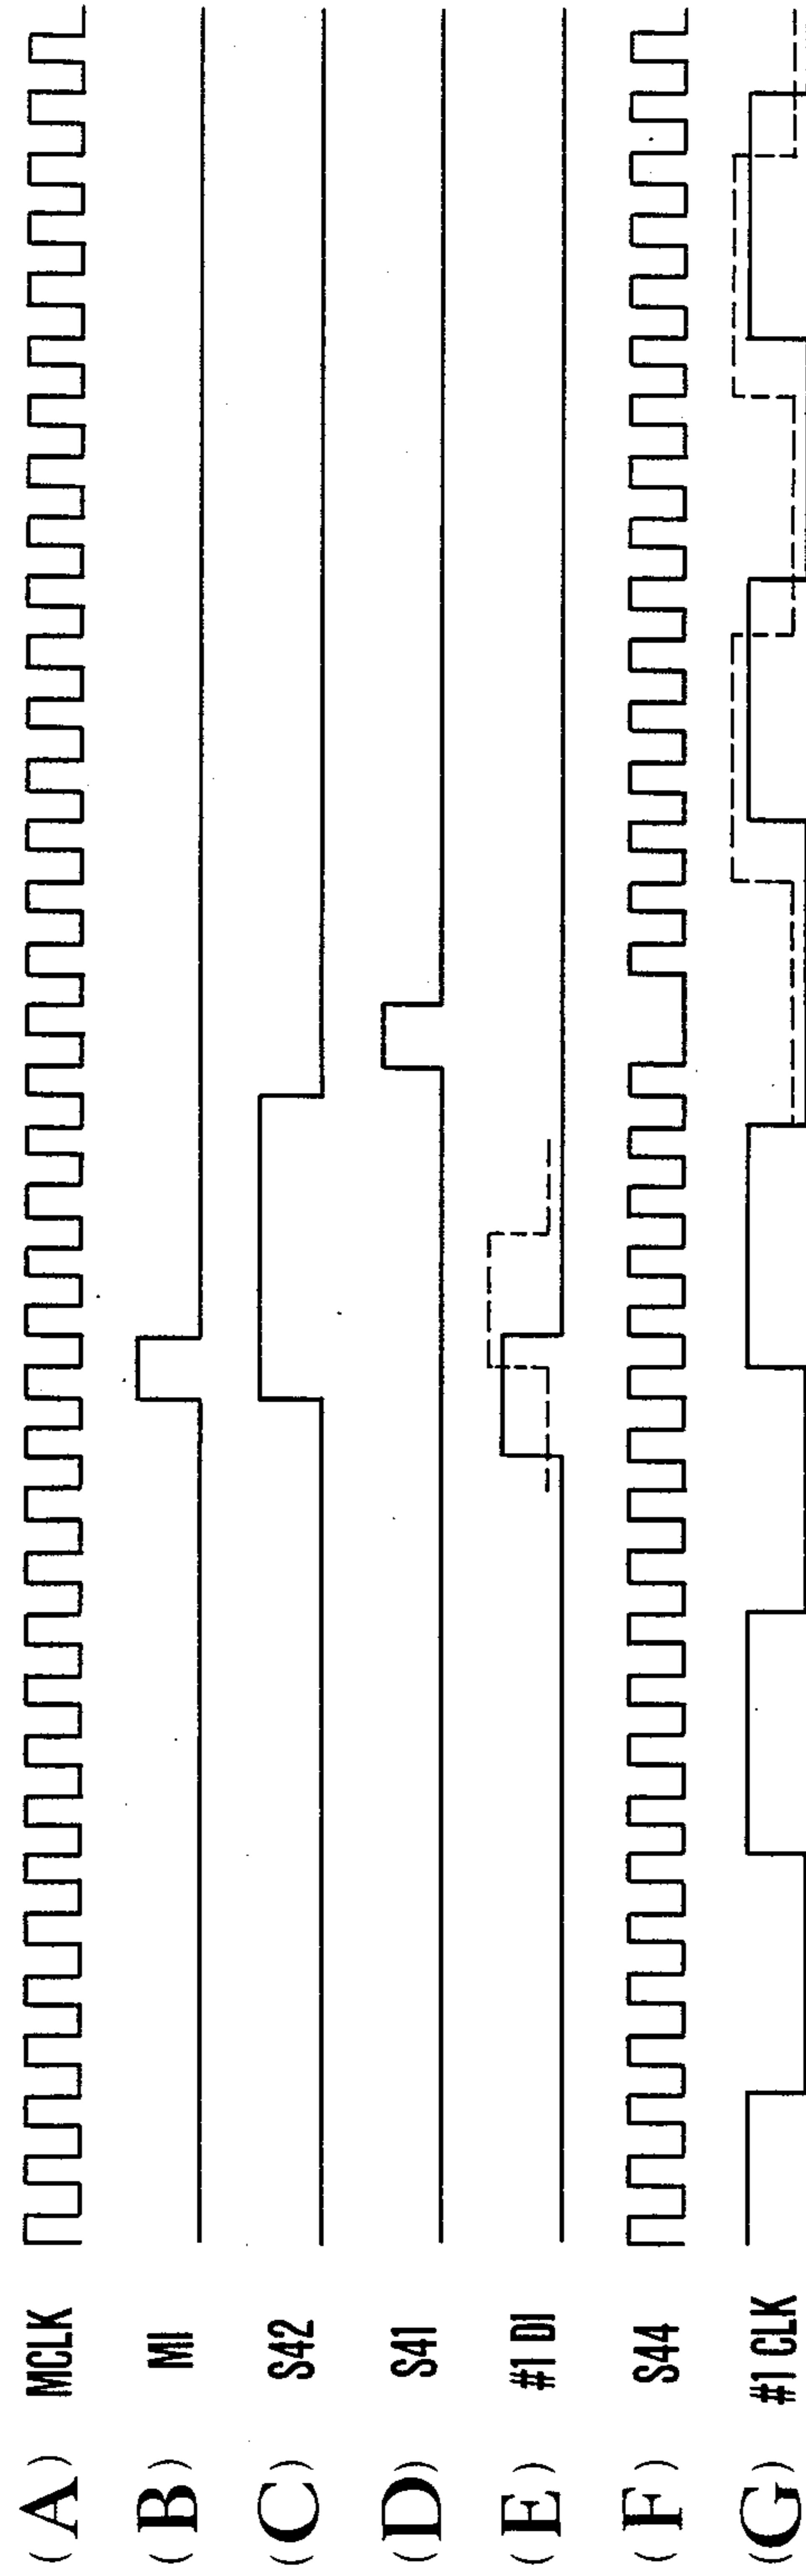 (A) MCLK
(B) MI
(C) S42
(D) S41
(E) #1 DI
(F) S44
(G) #1 CLK